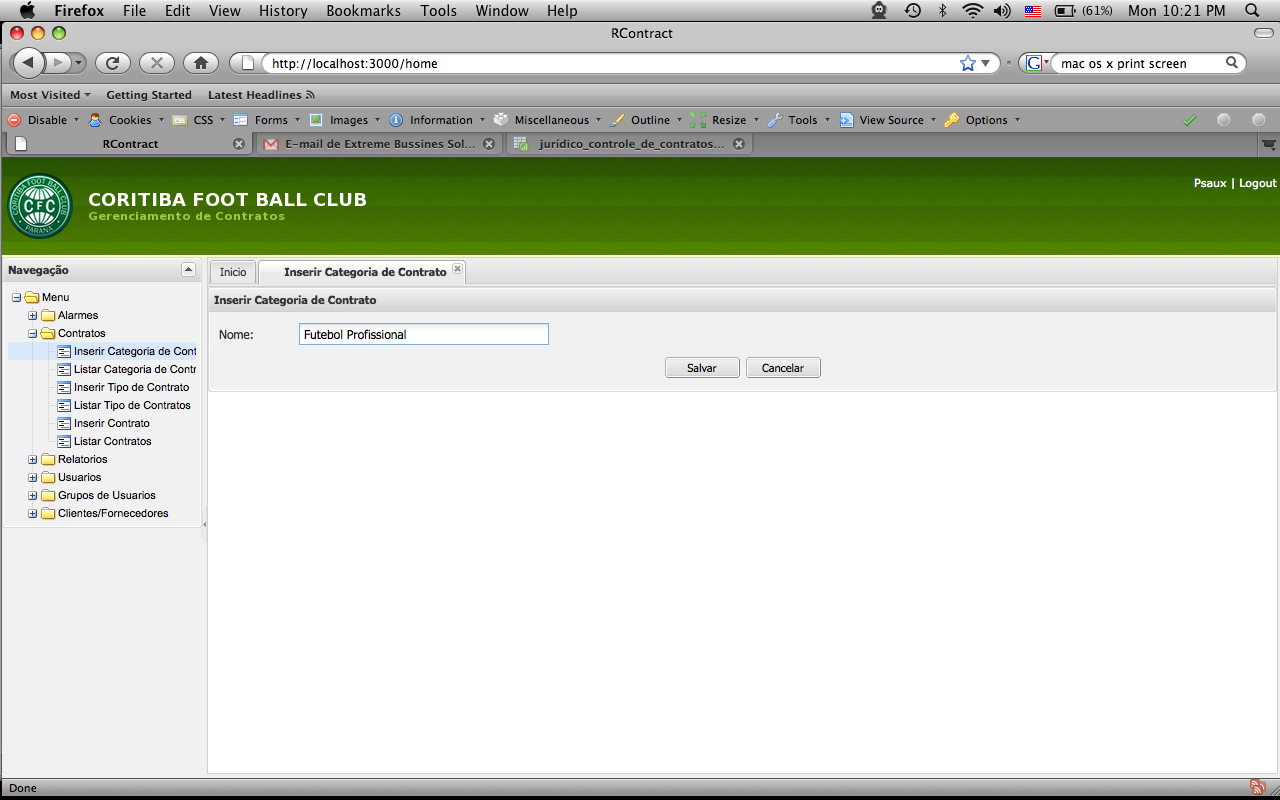 Firefox File Edit View History Bookmarks Tools Window Help (61%) Mon 10:21 PM
RContract
http://localhost:3000/home G mac os x print screen
Most Visited Getting Started Latest Headlines
Disable Cookies CSS Forms Images Information Miscellaneous Outline Resize Tools View Source Options
RContract E-mail de Extreme Bussines Sol... jurídico_controle_de_contratos...
CORITIBA FOOT BALL CLUB
Gerenciamento de Contratos
Psaux | Logout
CORITIBA FOOT BALL CLUB
CFC
PARANÁ
Navegação
Menu
Alarmes
Contratos
Inserir Categoria de Cont
Listar Categoria de Contr
Inserir Tipo de Contrato
Listar Tipo de Contratos
Inserir Contrato
Listar Contratos
Relatorios
Usuarios
Grupos de Usuarios
Clientes/Fornecedores
Inicio Inserir Categoria de Contrato
Inserir Categoria de Contrato
Nome: Futebol Profissional
Salvar Cancelar
Done